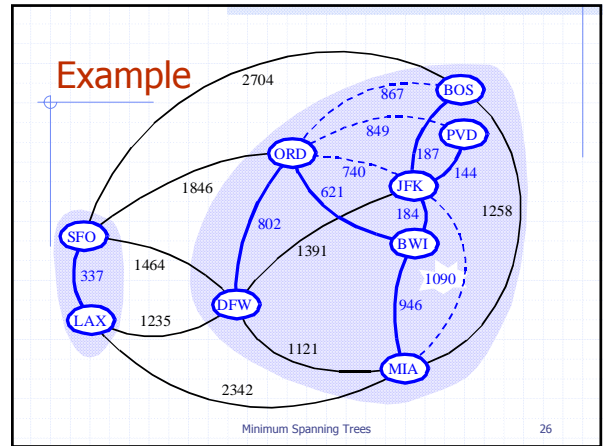 Example
2704
867
BOS
849
PVD
ORD
187
740
144
1846
621
JFK
802
184
1258
SFO
1391
BWI
1464
337
1090
DFW
946
LAX
1235
1121
MIA
2342
Minimum Spanning Trees
26